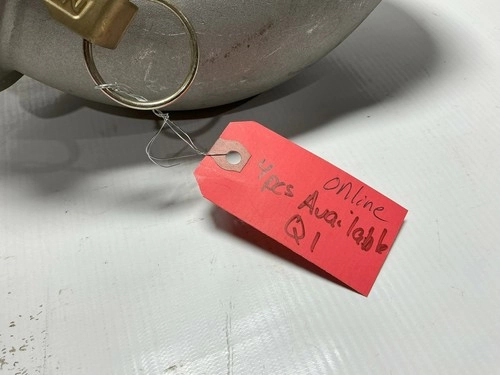 online
4pcs Available
Q1